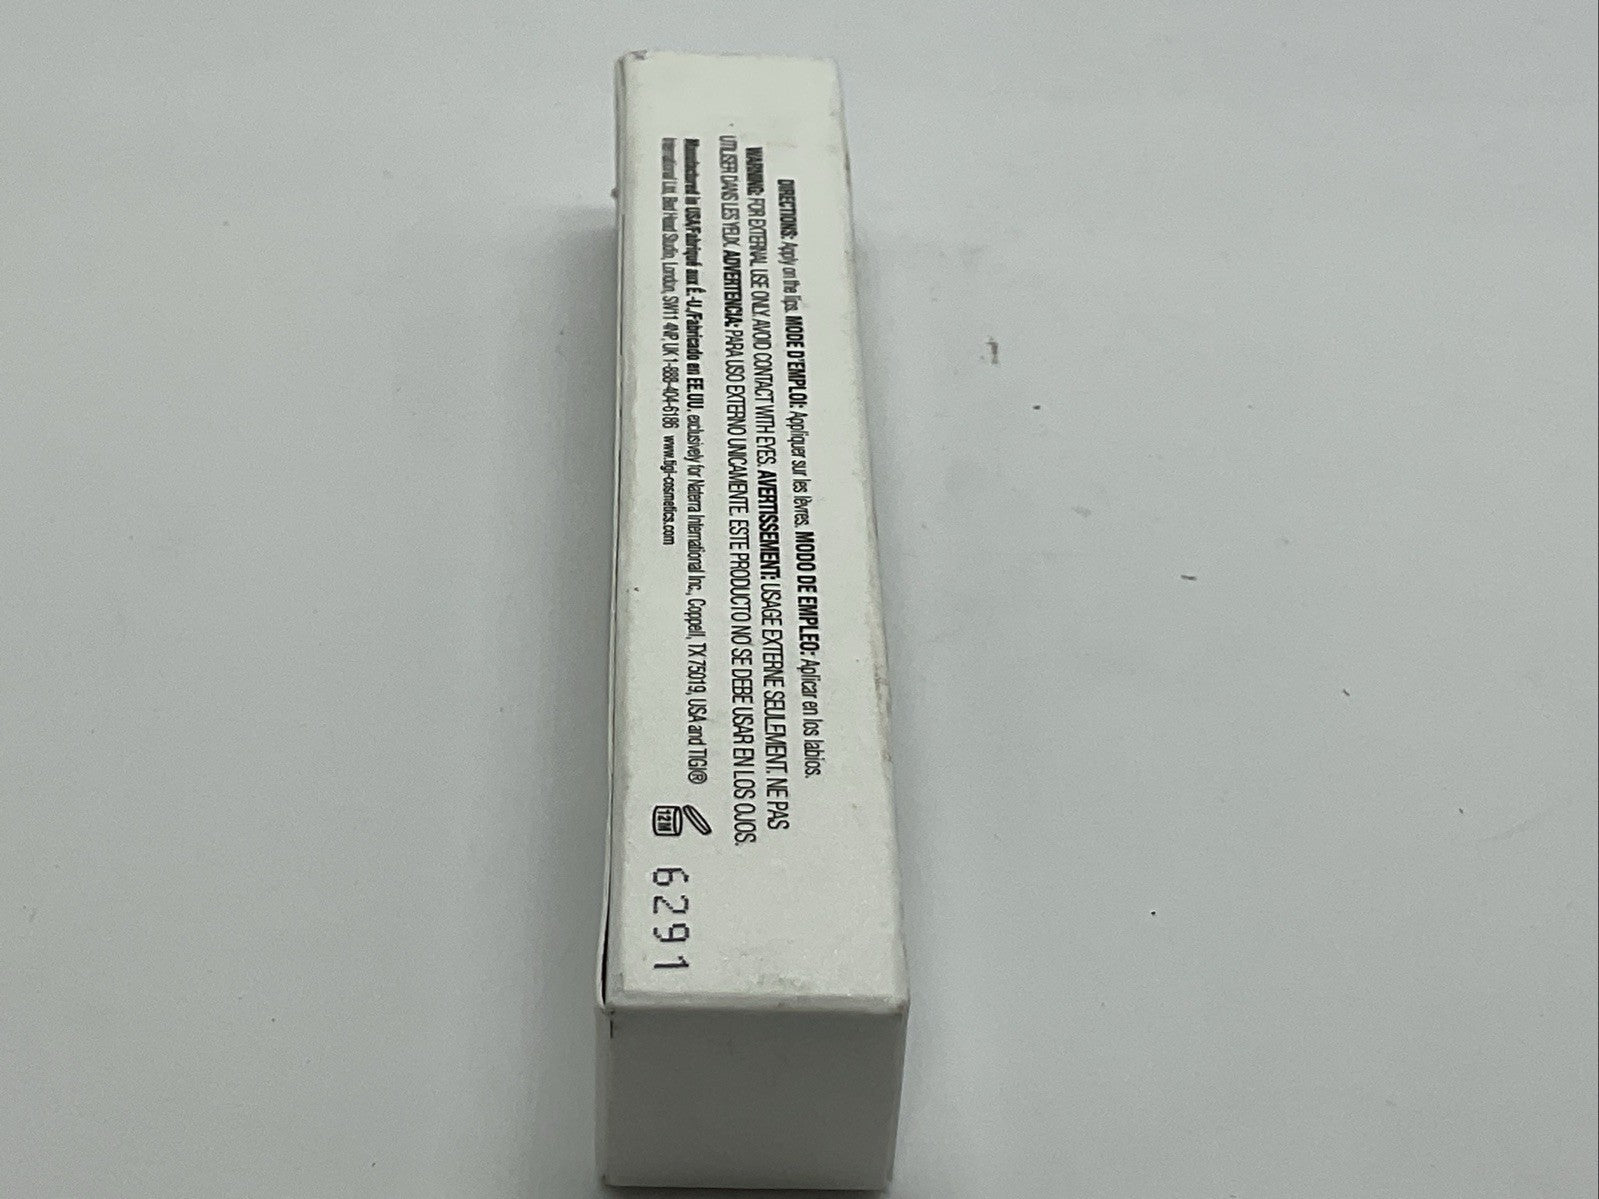 DIRECTIONS: Apply on the lips. MODE D'EMPLOI: Appliquer sur les lèvres. MODO DE EMPLEO: Aplicar en los labios.
WARNING: FOR EXTERNAL USE ONLY. AVOID CONTACT WITH EYES. AVERTISSEMENT: USAGE EXTERNE SEULEMENT. NE PAS
UTILISER DANS LES YEUX. ADVERTENCIA: PARA USO EXTERNO UNICAMENTE. ESTE PRODUCTO NO SE DEBE USAR EN LOS OJOS.
Manufactured in USA/Fabriqué aux É.-U./Fabricado en EE.UU. exclusively for Naterra International Inc., Coppell, TX 75019, USA and TIGI®
International Ltd, Bed Head Studio, London, SW11 4NP, UK 1-888-404-6186 www.tigi-cosmetics.com
12M
6291